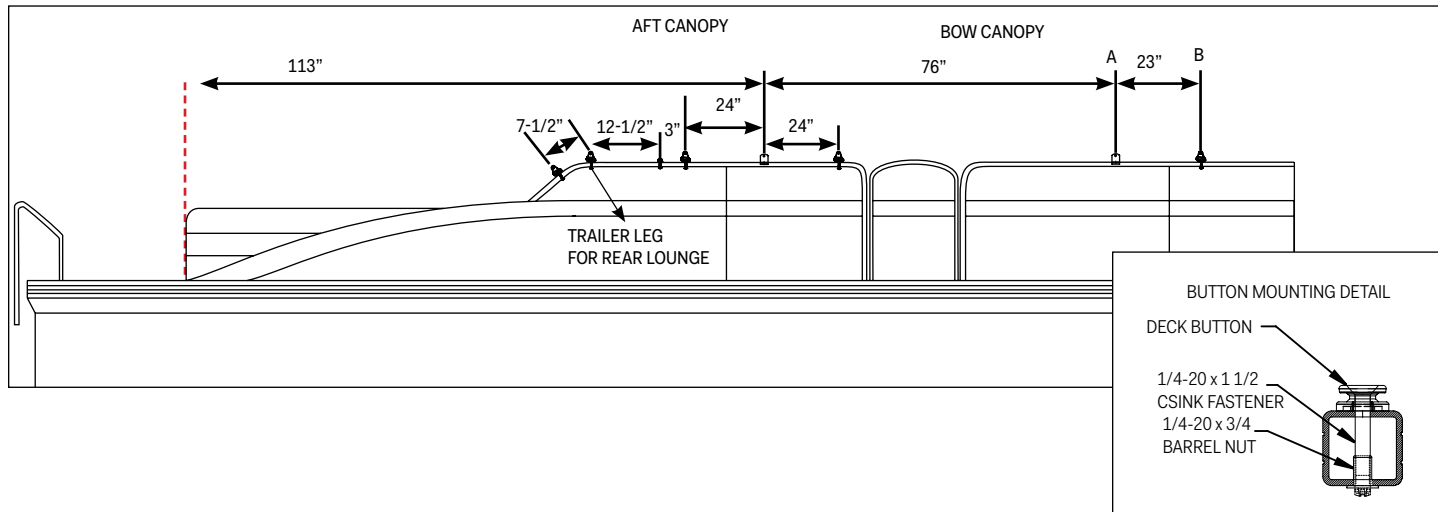 AFT CANOPY
BOW CANOPY
113”
76”
A
23”
B
24”
7-1/2”
12-1/2”
3”
24”
TRAILER LEG
FOR REAR LOUNGE
BUTTON MOUNTING DETAIL
DECK BUTTON
1/4-20 x 1 1/2
CSINK FASTENER
1/4-20 x 3/4
BARREL NUT